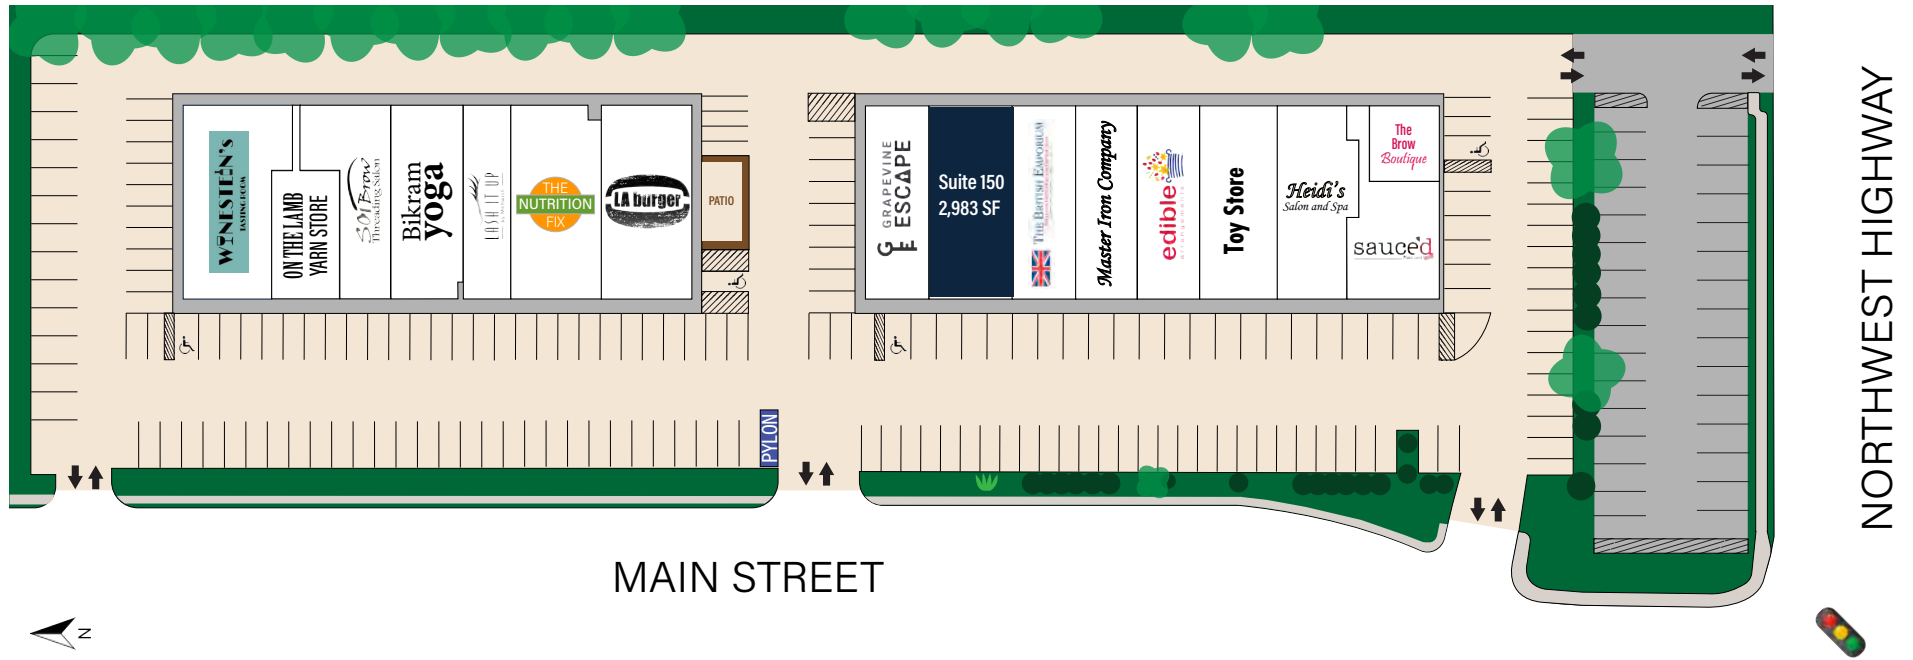 WINESTEIN's
TASTING ROOM
ON THE LAMB
YARN STORE
Threading Salon
Bikram
yoga
LASH IT UP
THE
NUTRITION
FIX
LA burger
PATIO
GRAPEVINE
ESCAPE
Suite 150
2,983 SF
THE BRITISH EMPORIUM
Master Iron Company
edible
arrangements
Toy Store
Heidi's
Salon and Spa
The
Brow
Boutique
sauced
PYLON
MAIN STREET
NORTHWEST HIGHWAY
N